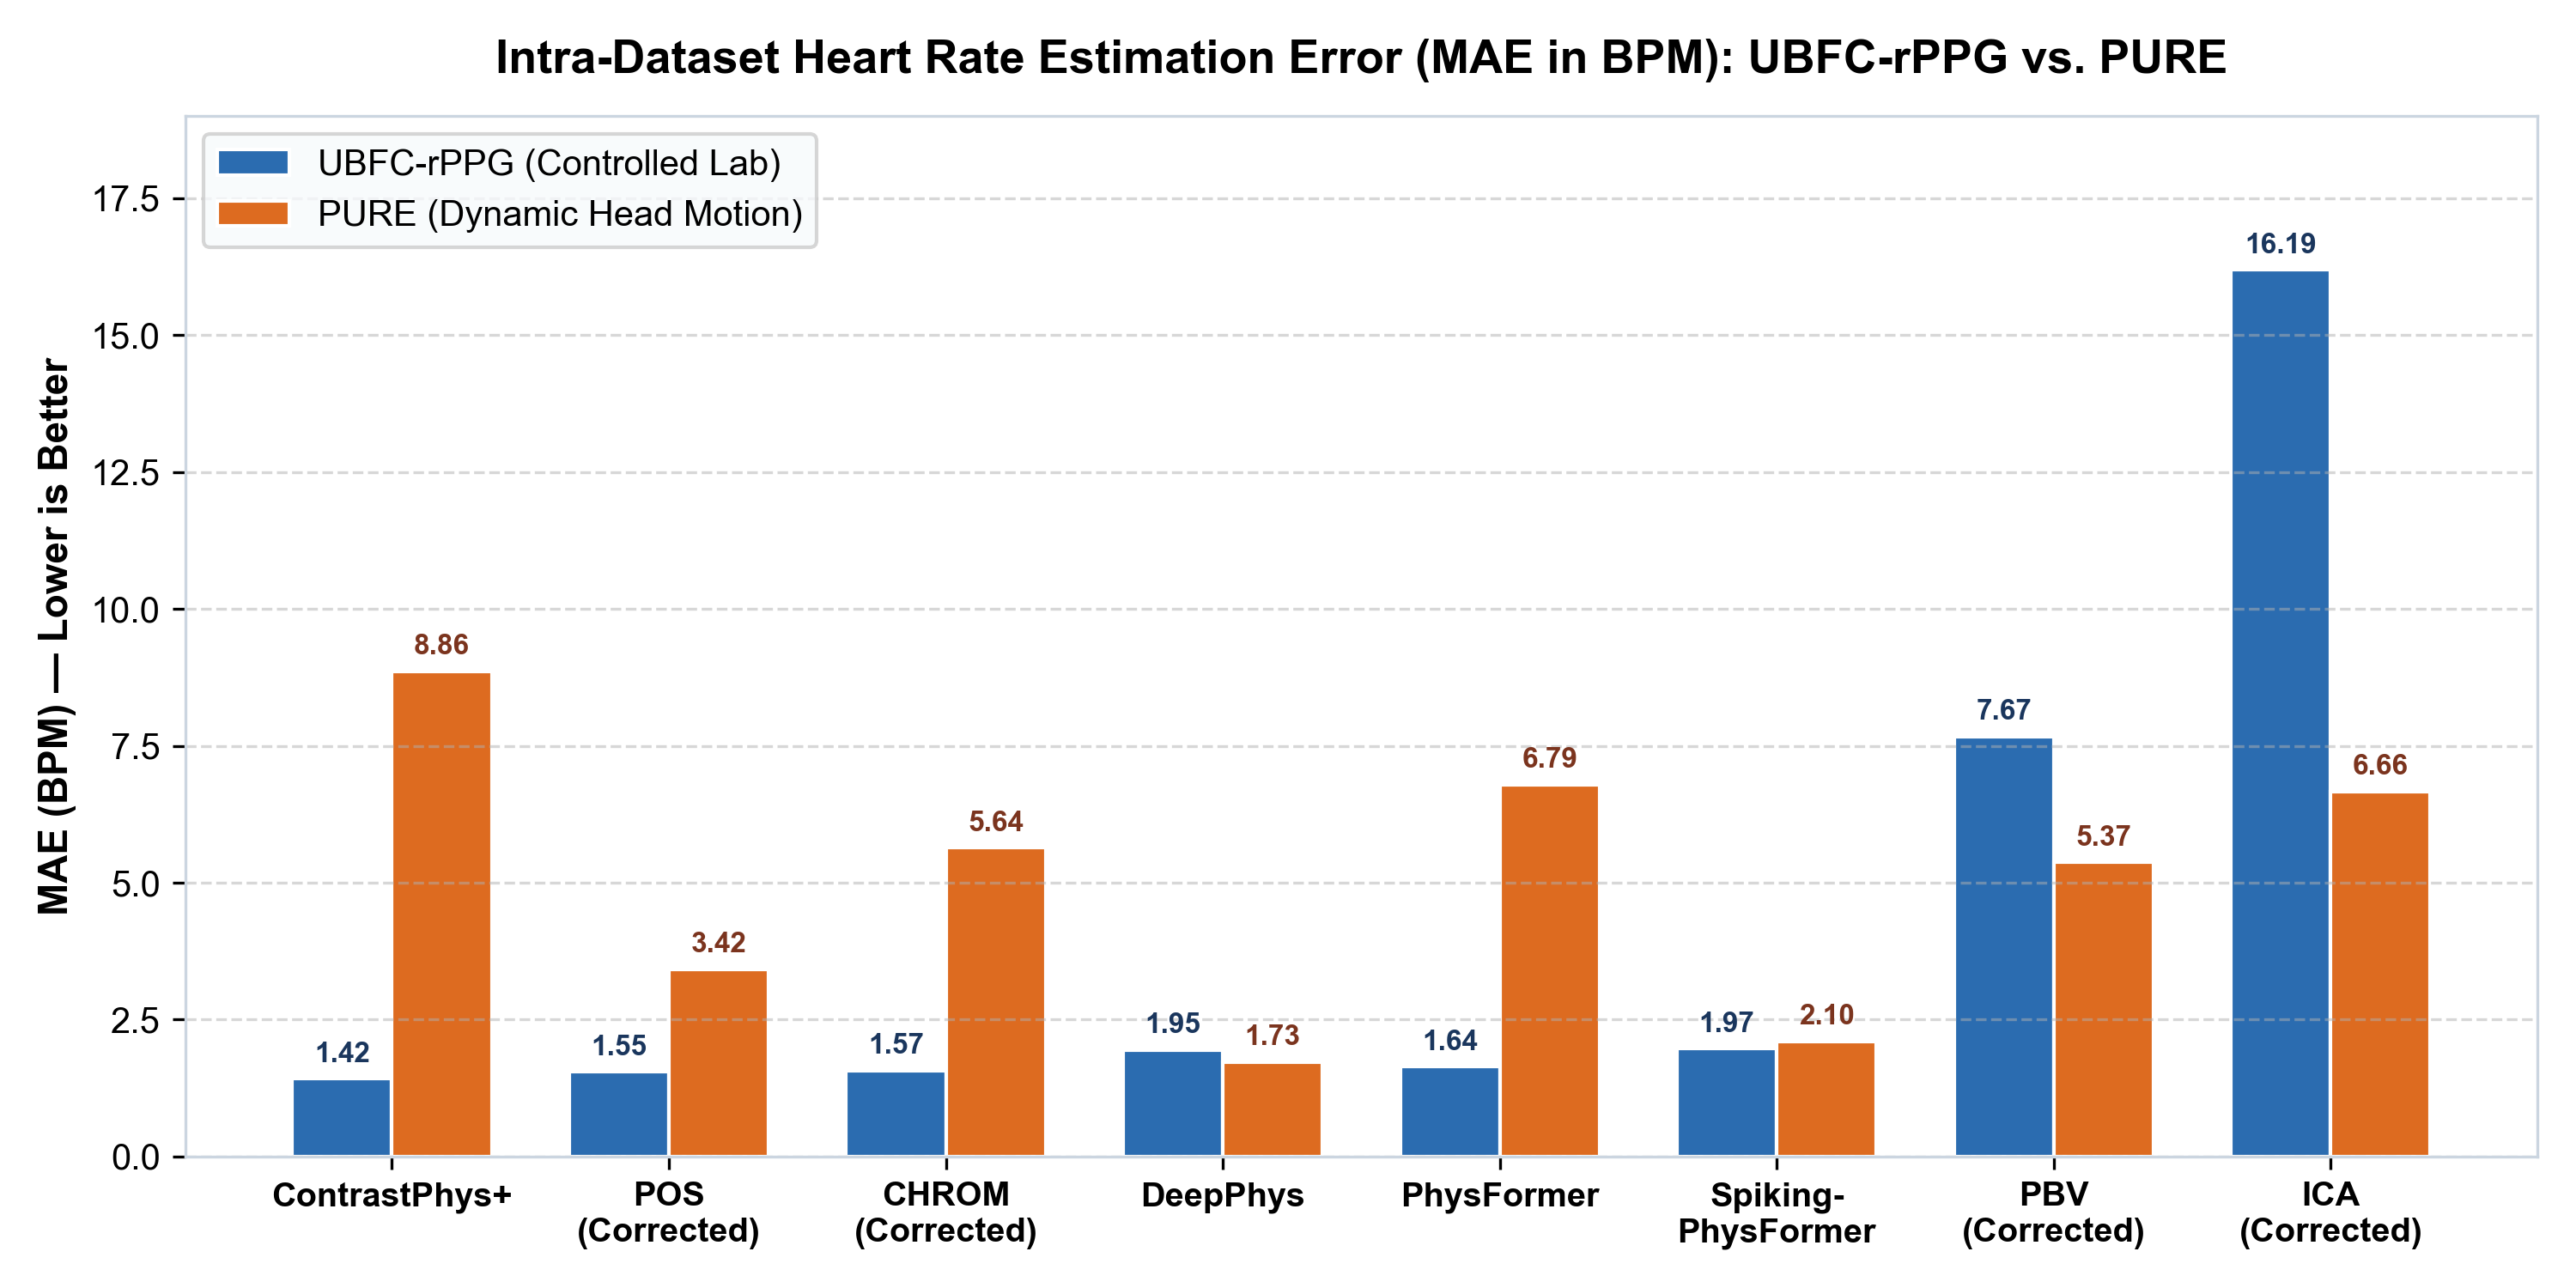 Intra-Dataset Heart Rate Estimation Error (MAE in BPM): UBFC-rPPG vs. PURE
UBFC-rPPG (Controlled Lab)
PURE (Dynamic Head Motion)
MAE (BPM) — Lower is Better
17.5
15.0
12.5
10.0
7.5
5.0
2.5
0.0
1.42
8.86
1.55
3.42
1.57
5.64
1.95
1.73
1.64
6.79
1.97
2.10
7.67
5.37
16.19
6.66
ContrastPhys+
POS
(Corrected)
CHROM
(Corrected)
DeepPhys
PhysFormer
Spiking-
PhysFormer
PBV
(Corrected)
ICA
(Corrected)